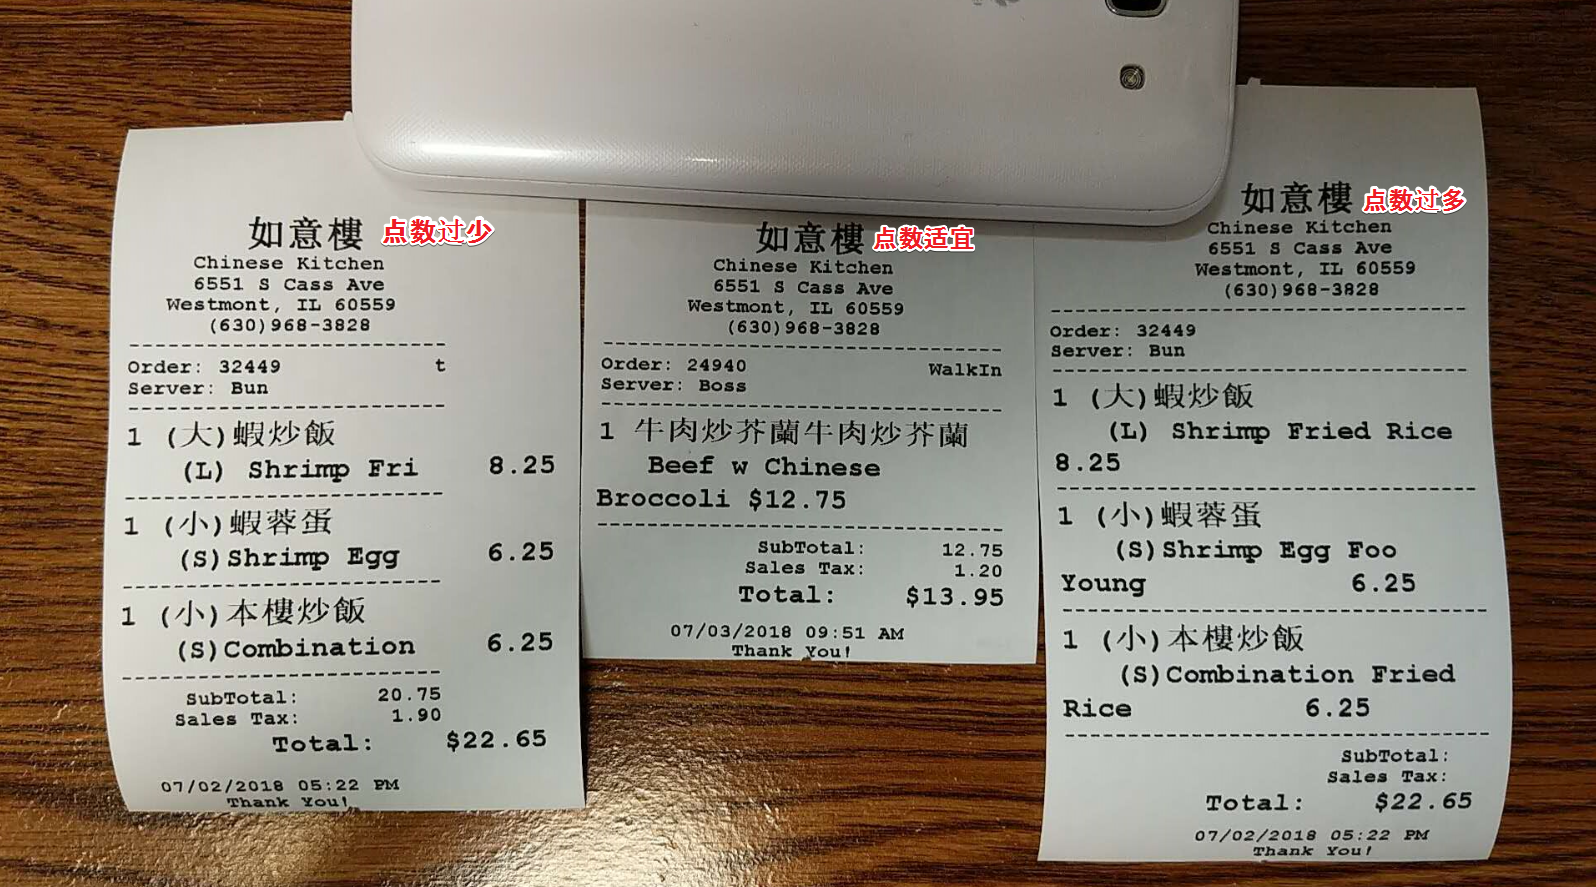 如意樓 点数过少
Chinese Kitchen
6551 S Cass Ave
Westmont, IL 60559
(630)968-3828
Order: 32449 t
Server: Bun
1 (大)蝦炒飯
(L) Shrimp Fri 8.25
1 (小)蝦蓉蛋
(S)Shrimp Egg 6.25
1 (小)本樓炒飯
(S)Combination 6.25
SubTotal: 20.75
Sales Tax: 1.90
Total: $22.65
07/02/2018 05:22 PM
Thank You!
如意樓 点数适宜
Chinese Kitchen
6551 S Cass Ave
Westmont, IL 60559
(630)968-3828
Order: 24940 WalkIn
Server: Boss
1 牛肉炒芥蘭牛肉炒芥蘭
Beef w Chinese
Broccoli $12.75
SubTotal: 12.75
Sales Tax: 1.20
Total: $13.95
07/03/2018 09:51 AM
Thank You!
如意樓 点数过多
Chinese Kitchen
6551 S Cass Ave
Westmont, IL 60559
(630)968-3828
Order: 32449
Server: Bun
1 (大)蝦炒飯
(L) Shrimp Fried Rice
8.25
1 (小)蝦蓉蛋
(S)Shrimp Egg Foo
Young 6.25
1 (小)本樓炒飯
(S)Combination Fried
Rice 6.25
SubTotal:
Sales Tax:
Total: $22.65
07/02/2018 05:22 PM
Thank You!